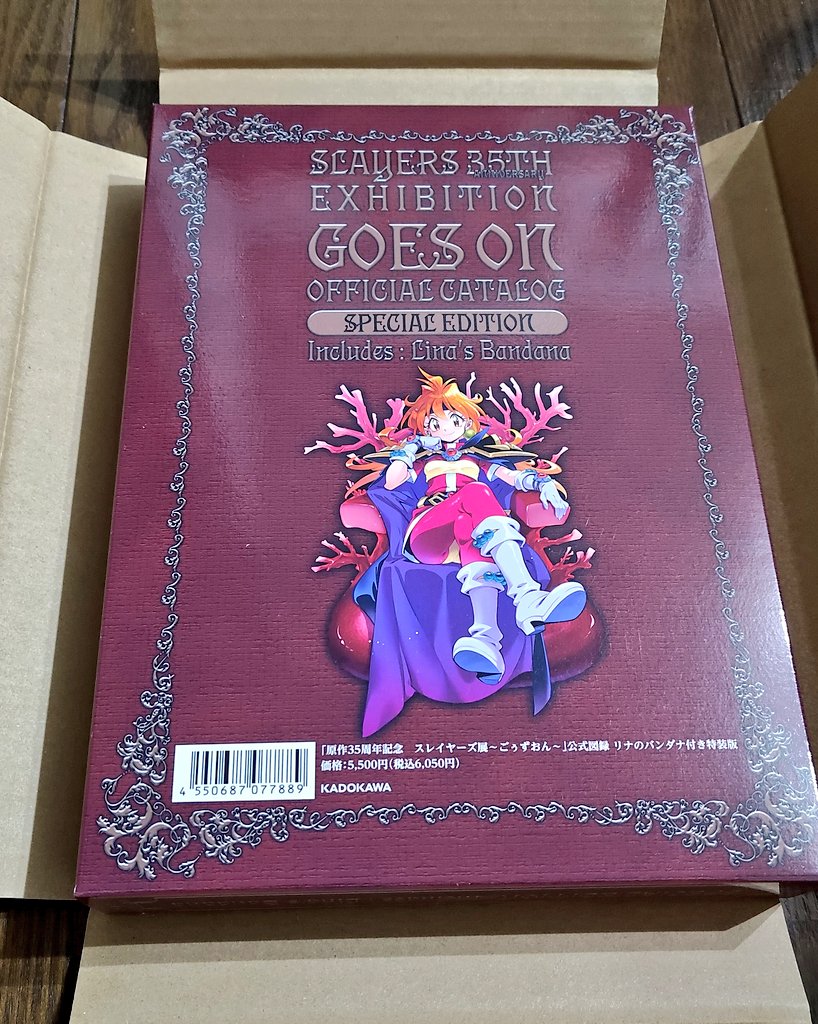 SLAYERS 35TH
ANNIVERSARY
EXHIBITION
GOES ON
OFFICIAL CATALOG
SPECIAL EDITION
Includes : Lina's Bandana
「原作35周年記念　スレイヤーズ展～ごぅずおん～」公式図録 リナのバンダナ付き特装版
価格：5,500円（税込6,050円）
KADOKAWA
4 550687 077889